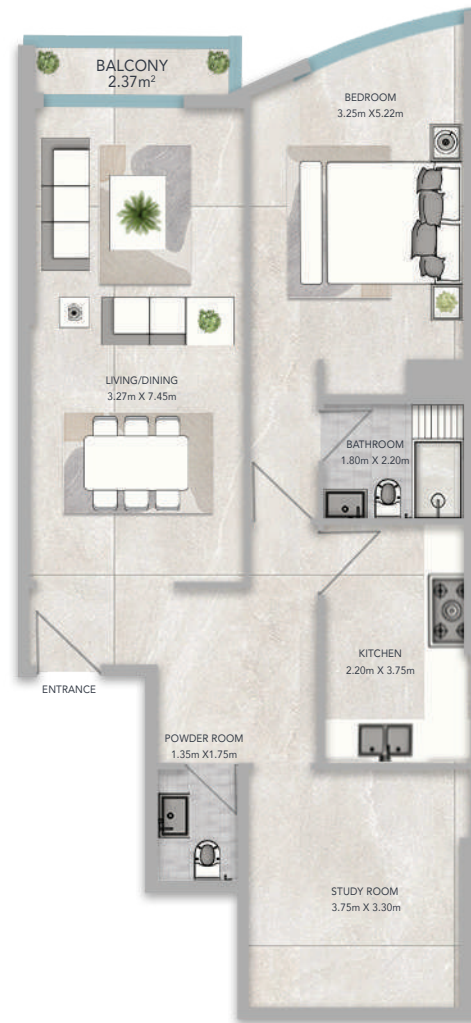 BALCONY
2.37m²
BEDROOM
3.25m X5.22m
LIVING/DINING
3.27m X 7.45m
BATHROOM
1.80m X 2.20m
KITCHEN
2.20m X 3.75m
ENTRANCE
POWDER ROOM
1.35m X1.75m
STUDY ROOM
3.75m X 3.30m